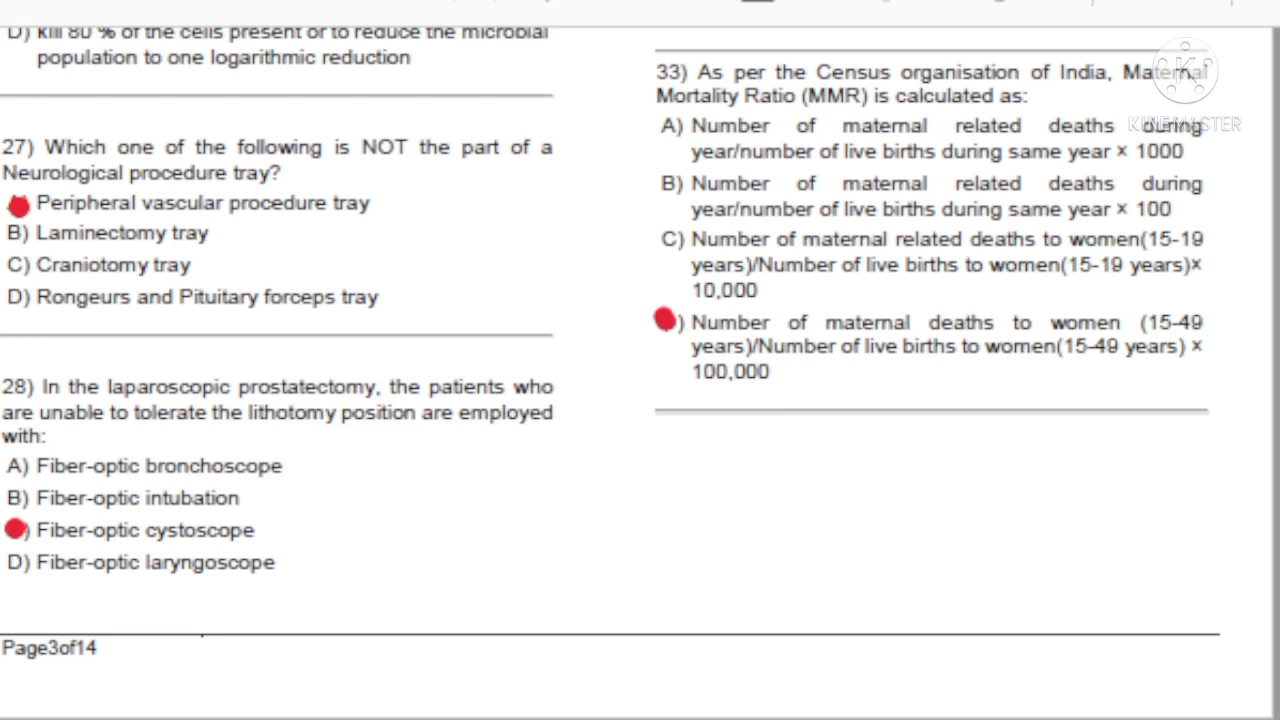 D) kill 80 % of the cells present or to reduce the microbial
population to one logarithmic reduction
27) Which one of the following is NOT the part of a
Neurological procedure tray?
Peripheral vascular procedure tray
B) Laminectomy tray
C) Craniotomy tray
D) Rongeurs and Pituitary forceps tray
28) In the laparoscopic prostatectomy, the patients who
are unable to tolerate the lithotomy position are employed
with:
A) Fiber-optic bronchoscope
B) Fiber-optic intubation
) Fiber-optic cystoscope
D) Fiber-optic laryngoscope
Page3of14
33) As per the Census organisation of India, Maternal
Mortality Ratio (MMR) is calculated as:
A) Number of maternal related deaths during
year/number of live births during same year × 1000
B) Number of maternal related deaths during
year/number of live births during same year × 100
C) Number of maternal related deaths to women(15-19
years)/Number of live births to women(15-19 years)×
10,000
) Number of maternal deaths to women (15-49
years)/Number of live births to women(15-49 years) ×
100,000
K
KINEMASTER